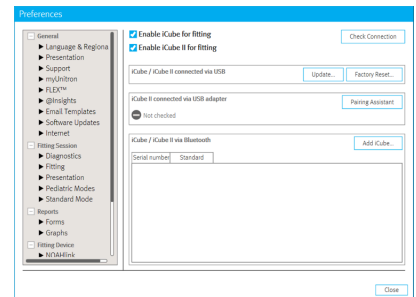 Preferences
General
Language & Regiona
Presentation
Support
myUnitron
FLEX™
@Insights
Email Templates
Software Updates
Internet
Fitting Session
Diagnostics
Fitting
Presentation
Pediatric Modes
Standard Mode
Reports
Forms
Graphs
Fitting Device
NOAHlink
Enable iCube for fitting
Check Connection
Enable iCube II for fitting
iCube / iCube II connected via USB
Update...
Factory Reset...
iCube II connected via USB adapter
Pairing Assistant
Not checked
iCube / iCube II via Bluetooth
Add iCube...
Serial number
Standard
Close